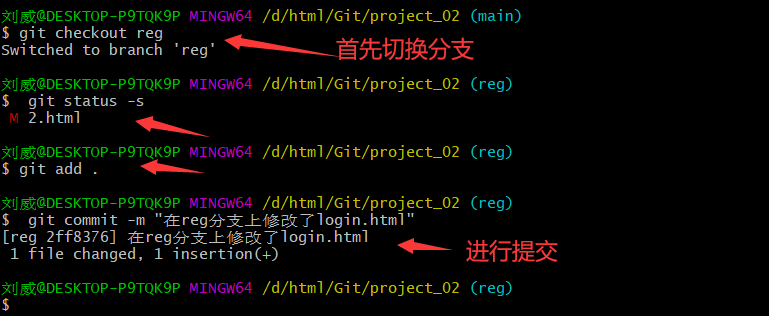 刘威@DESKTOP-P9TQK9P MINGW64 /d/html/Git/project_02 (main)
$ git checkout reg
Switched to branch 'reg'
首先切换分支
刘威@DESKTOP-P9TQK9P MINGW64 /d/html/Git/project_02 (reg)
$  git status -s
 M 2.html
刘威@DESKTOP-P9TQK9P MINGW64 /d/html/Git/project_02 (reg)
$ git add .
刘威@DESKTOP-P9TQK9P MINGW64 /d/html/Git/project_02 (reg)
$  git commit -m "在reg分支上修改了login.html"
[reg 2ff8376] 在reg分支上修改了login.html
 1 file changed, 1 insertion(+)
进行提交
刘威@DESKTOP-P9TQK9P MINGW64 /d/html/Git/project_02 (reg)
$